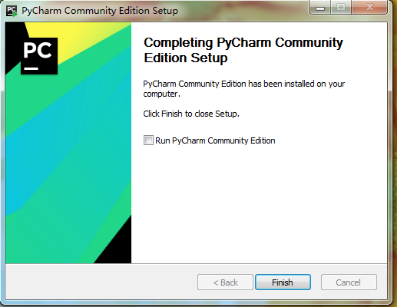 PyCharm Community Edition Setup
PC
Completing PyCharm Community
Edition Setup
PyCharm Community Edition has been installed on your
computer.
Click Finish to close Setup.
Run PyCharm Community Edition
< Back
Finish
Cancel